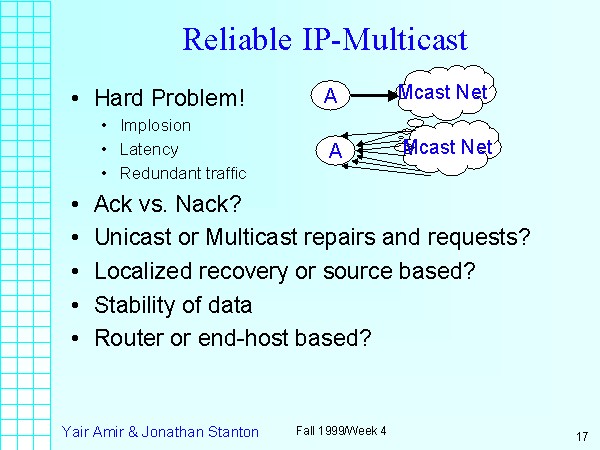 Reliable IP-Multicast
• Hard Problem!
• Implosion
• Latency
• Redundant traffic
A
Mcast Net
A
Mcast Net
• Ack vs. Nack?
• Unicast or Multicast repairs and requests?
• Localized recovery or source based?
• Stability of data
• Router or end-host based?
Yair Amir & Jonathan Stanton
Fall 1999/Week 4
17